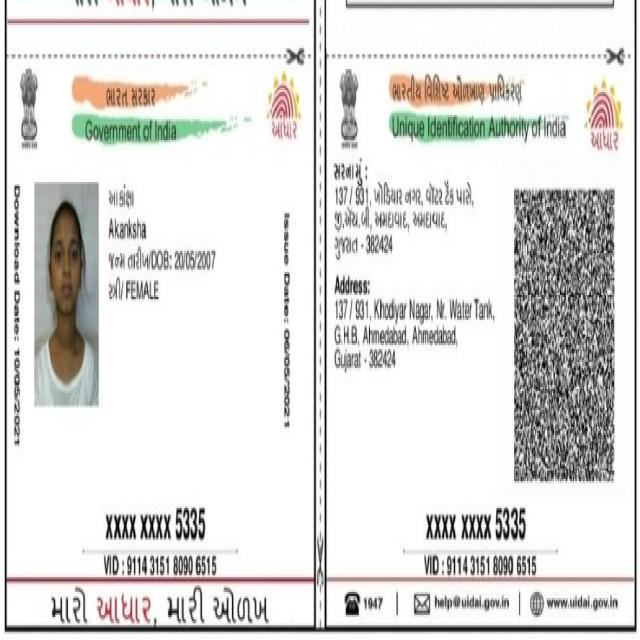 ભારત સરકાર
Government of India
આધાર
Download Date: 10/05/2021
Issue Date: 06/05/2021
આકાંક્ષા
Akanksha
જન્મ તારીખ/DOB: 20/05/2007
સ્ત્રી/ FEMALE
XXXX XXXX 5335
VID : 9114 3151 8090 6515
મારો આધાર, મારી ઓળખ
ભારતીય વિશિષ્ટ ઓળખાણ પ્રાધિકરણ
Unique Identification Authority of India
આધાર
સરનામું :
137 / 931, ખોડિયાર નગર, વોટર ટેંક પાસે,
જી.એચ.બી, અમદાવાદ, અમદાવાદ,
ગુજરાત - 382424
Address:
137 / 931, Khodiyar Nagar, Nr. Water Tank,
G.H.B, Ahmedabad, Ahmedabad,
Gujarat - 382424
XXXX XXXX 5335
VID : 9114 3151 8090 6515
1947 | help@uidai.gov.in | www.uidai.gov.in